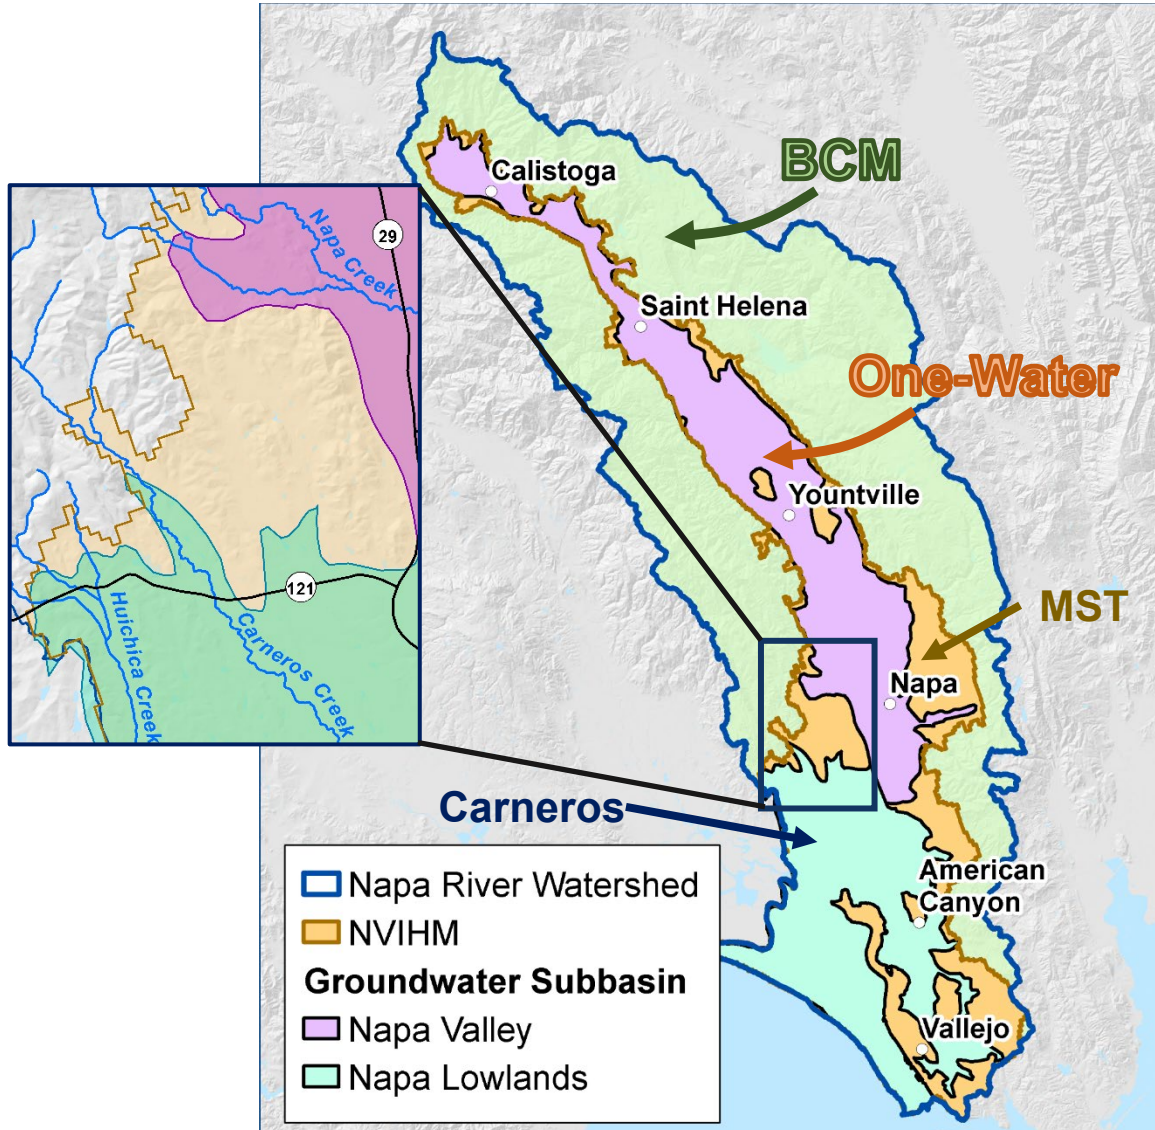 BCM
Calistoga
Napa Creek
29
Saint Helena
One-Water
Yountville
121
MST
Huichica Creek
Carneros Creek
Napa
Carneros
American
Canyon
Vallejo
Napa River Watershed
NVIHM
Groundwater Subbasin
Napa Valley
Napa Lowlands